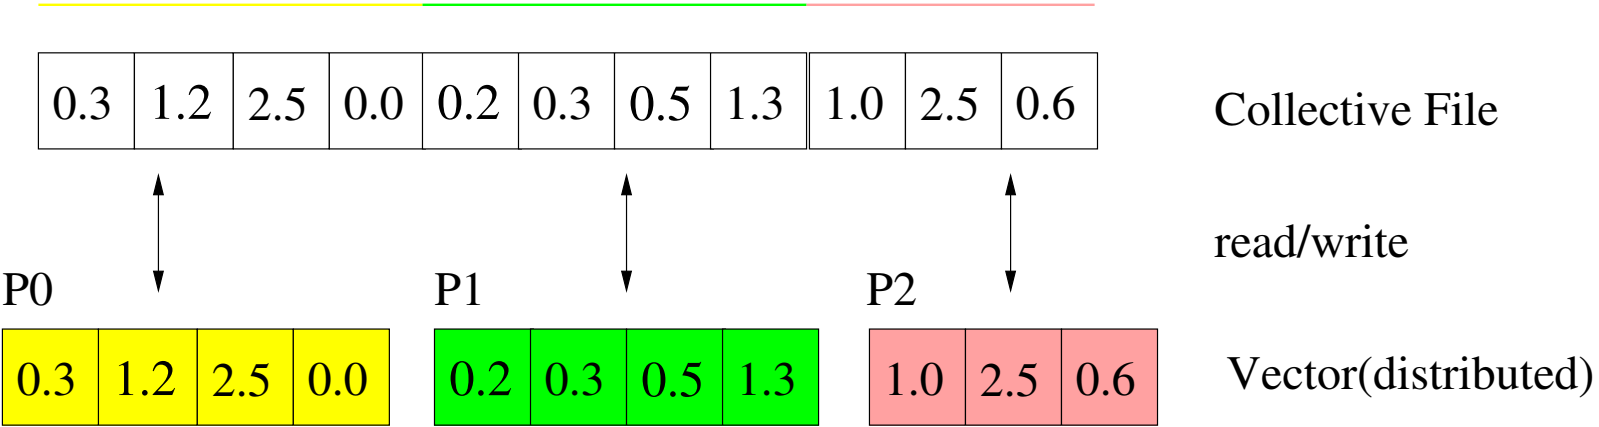 0.3 1.2 2.5 0.0 0.2 0.3 0.5 1.3 1.0 2.5 0.6 Collective File
read/write
P0 P1 P2
0.3 1.2 2.5 0.0 0.2 0.3 0.5 1.3 1.0 2.5 0.6 Vector(distributed)